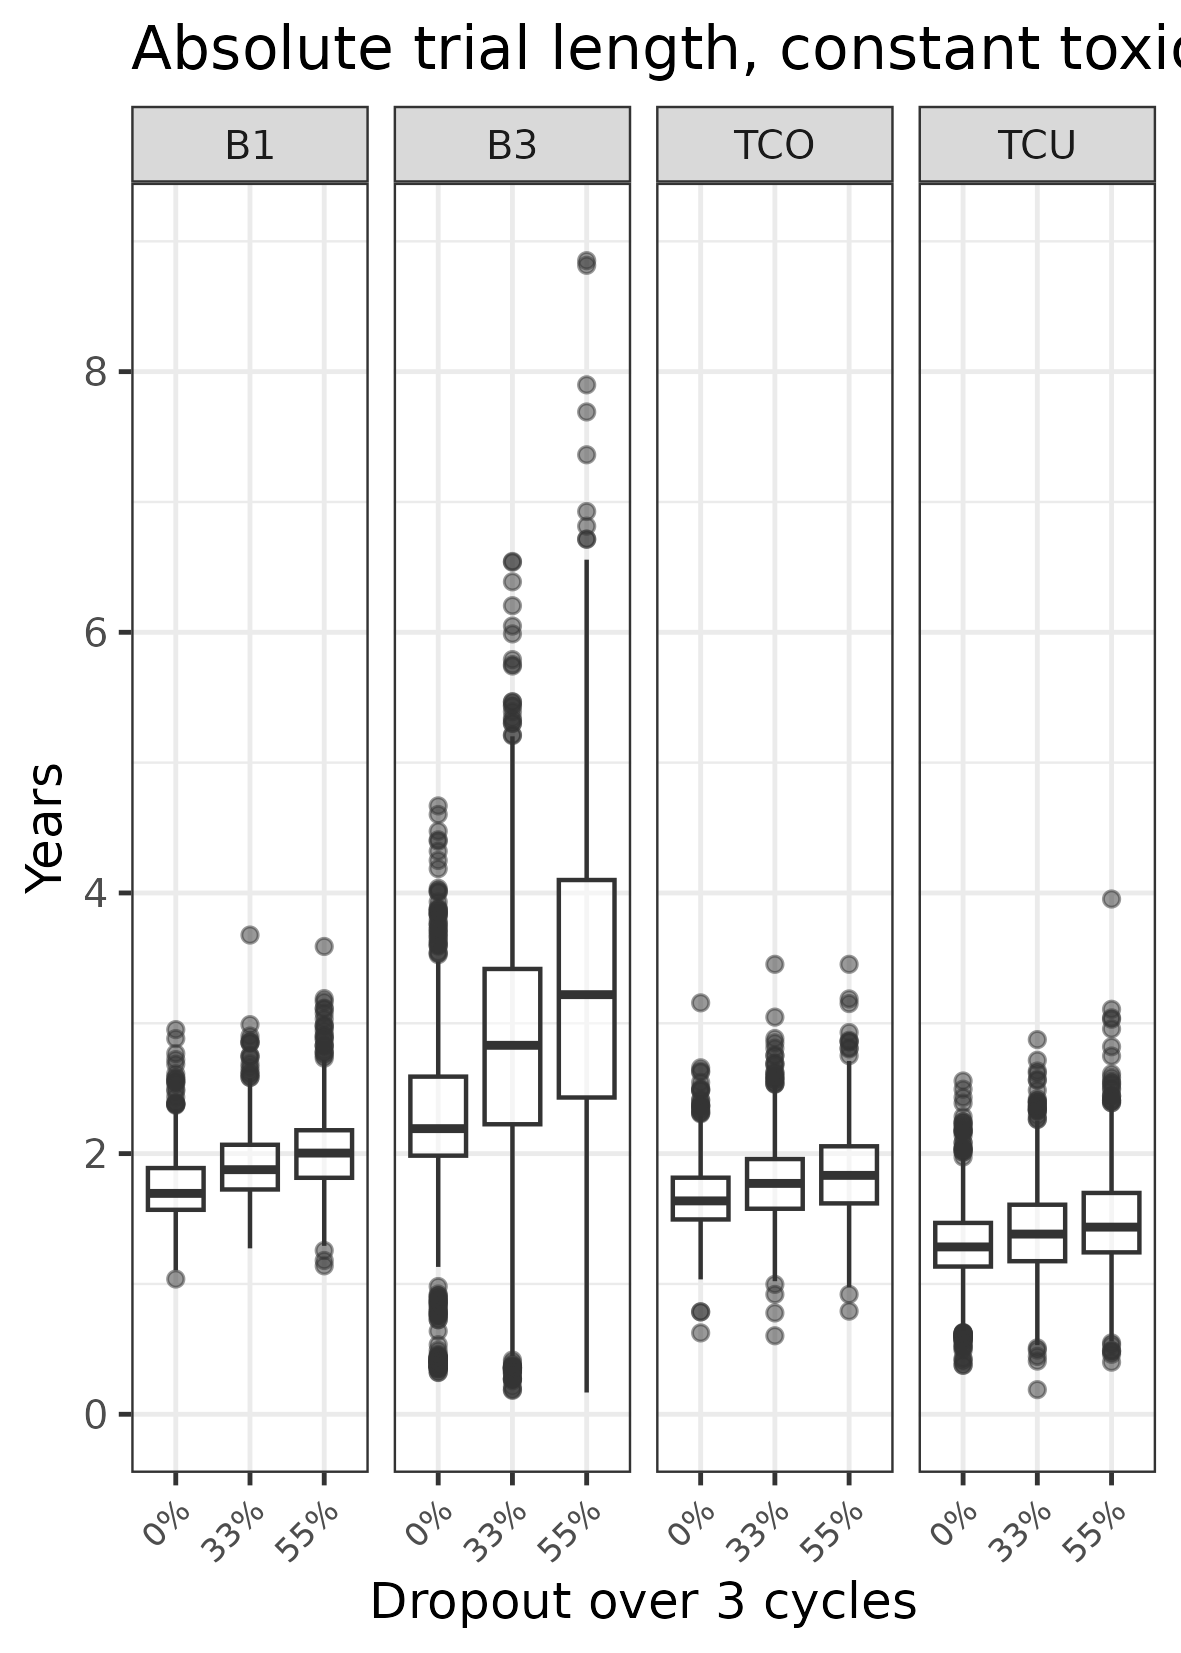 Absolute trial length, constant toxic
B1 B3 TCO TCU
8
6
4
2
0
Years
0% 33% 55% 0% 33% 55% 0% 33% 55% 0% 33% 55%
Dropout over 3 cycles